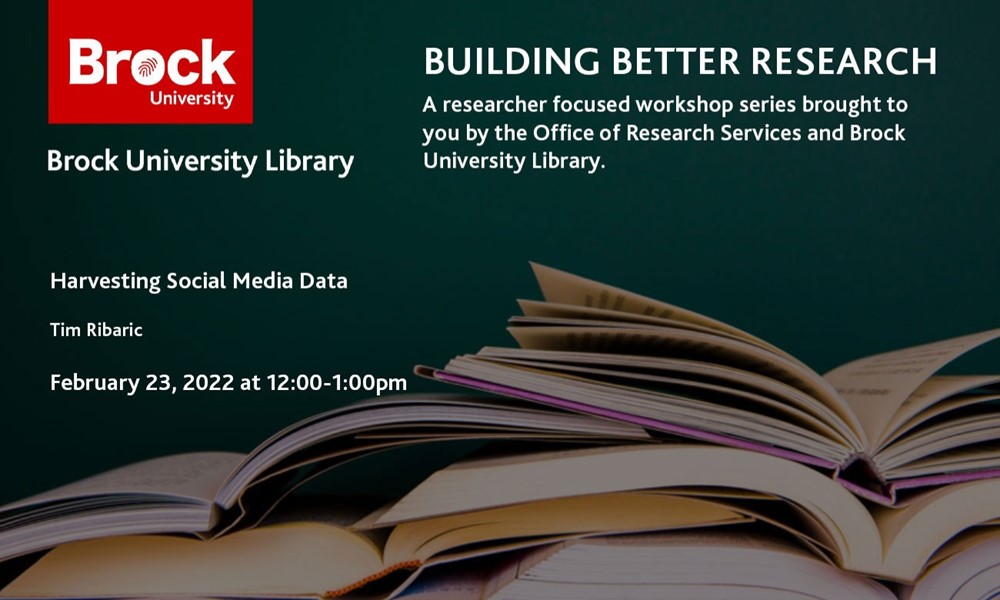 Brock
University
Brock University Library
BUILDING BETTER RESEARCH
A researcher focused workshop series brought to
you by the Office of Research Services and Brock
University Library.
Harvesting Social Media Data
Tim Ribaric
February 23, 2022 at 12:00-1:00pm